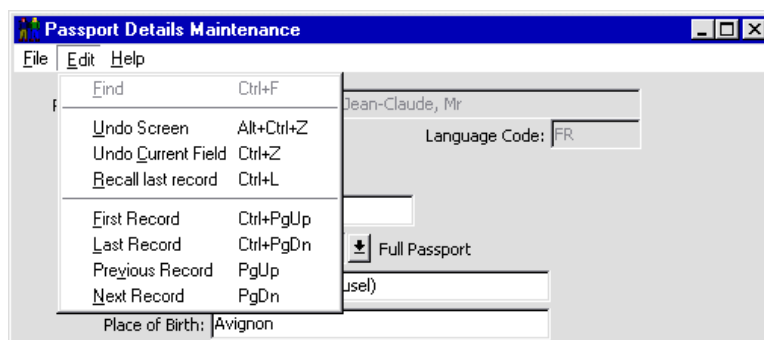 Passport Details Maintenance
File Edit Help
Find Ctrl+F
Jean-Claude, Mr
Undo Screen Alt+Ctrl+Z
Language Code: FR
Undo Current Field Ctrl+Z
Recall last record Ctrl+L
First Record Ctrl+PgUp
Last Record Ctrl+PgDn
Full Passport
Previous Record PgUp
usel)
Next Record PgDn
Place of Birth: Avignon